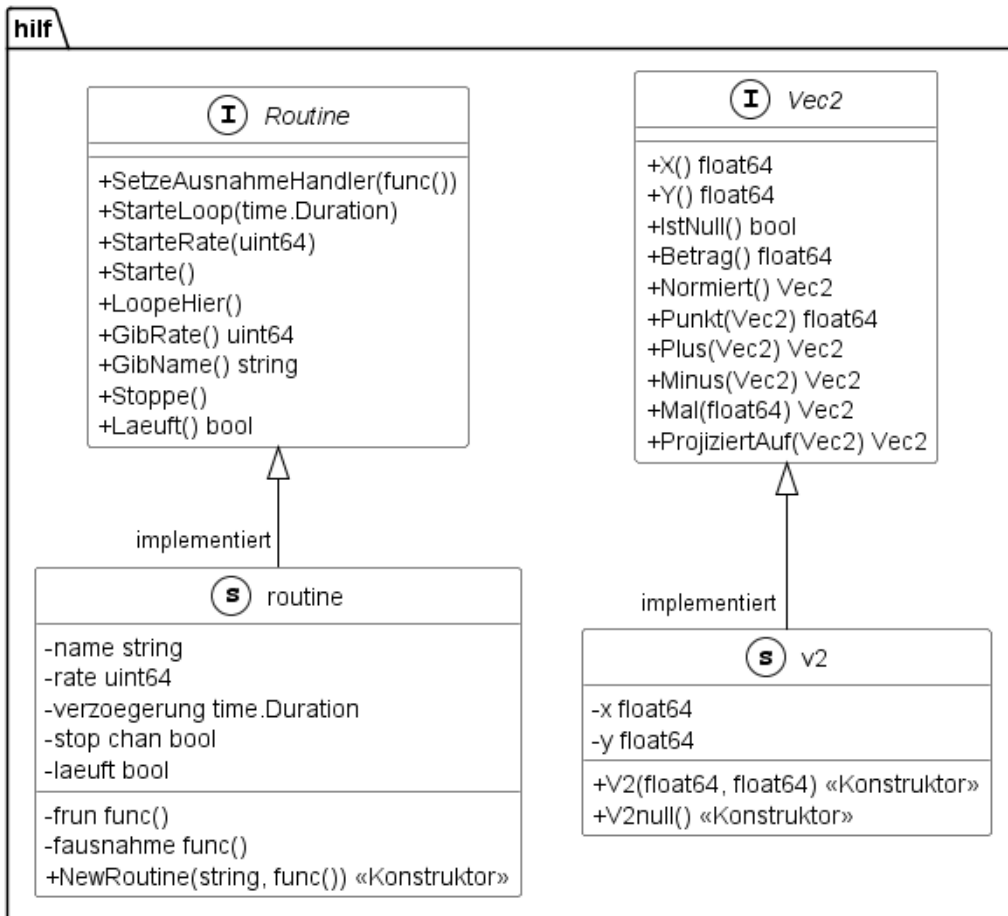 hilf
I Routine
+SetzeAusnahmeHandler(func())
+StarteLoop(time.Duration)
+StarteRate(uint64)
+Starte()
+LoopeHier()
+GibRate() uint64
+GibName() string
+Stoppe()
+Laeuft() bool
I Vec2
+X() float64
+Y() float64
+IstNull() bool
+Betrag() float64
+Normiert() Vec2
+Punkt(Vec2) float64
+Plus(Vec2) Vec2
+Minus(Vec2) Vec2
+Mal(float64) Vec2
+ProjiziertAuf(Vec2) Vec2
implementiert
implementiert
S routine
-name string
-rate uint64
-verzoegerung time.Duration
-stop chan bool
-laeuft bool
-frun func()
-fausnahme func()
+NewRoutine(string, func()) «Konstruktor»
S v2
-x float64
-y float64
+V2(float64, float64) «Konstruktor»
+V2null() «Konstruktor»